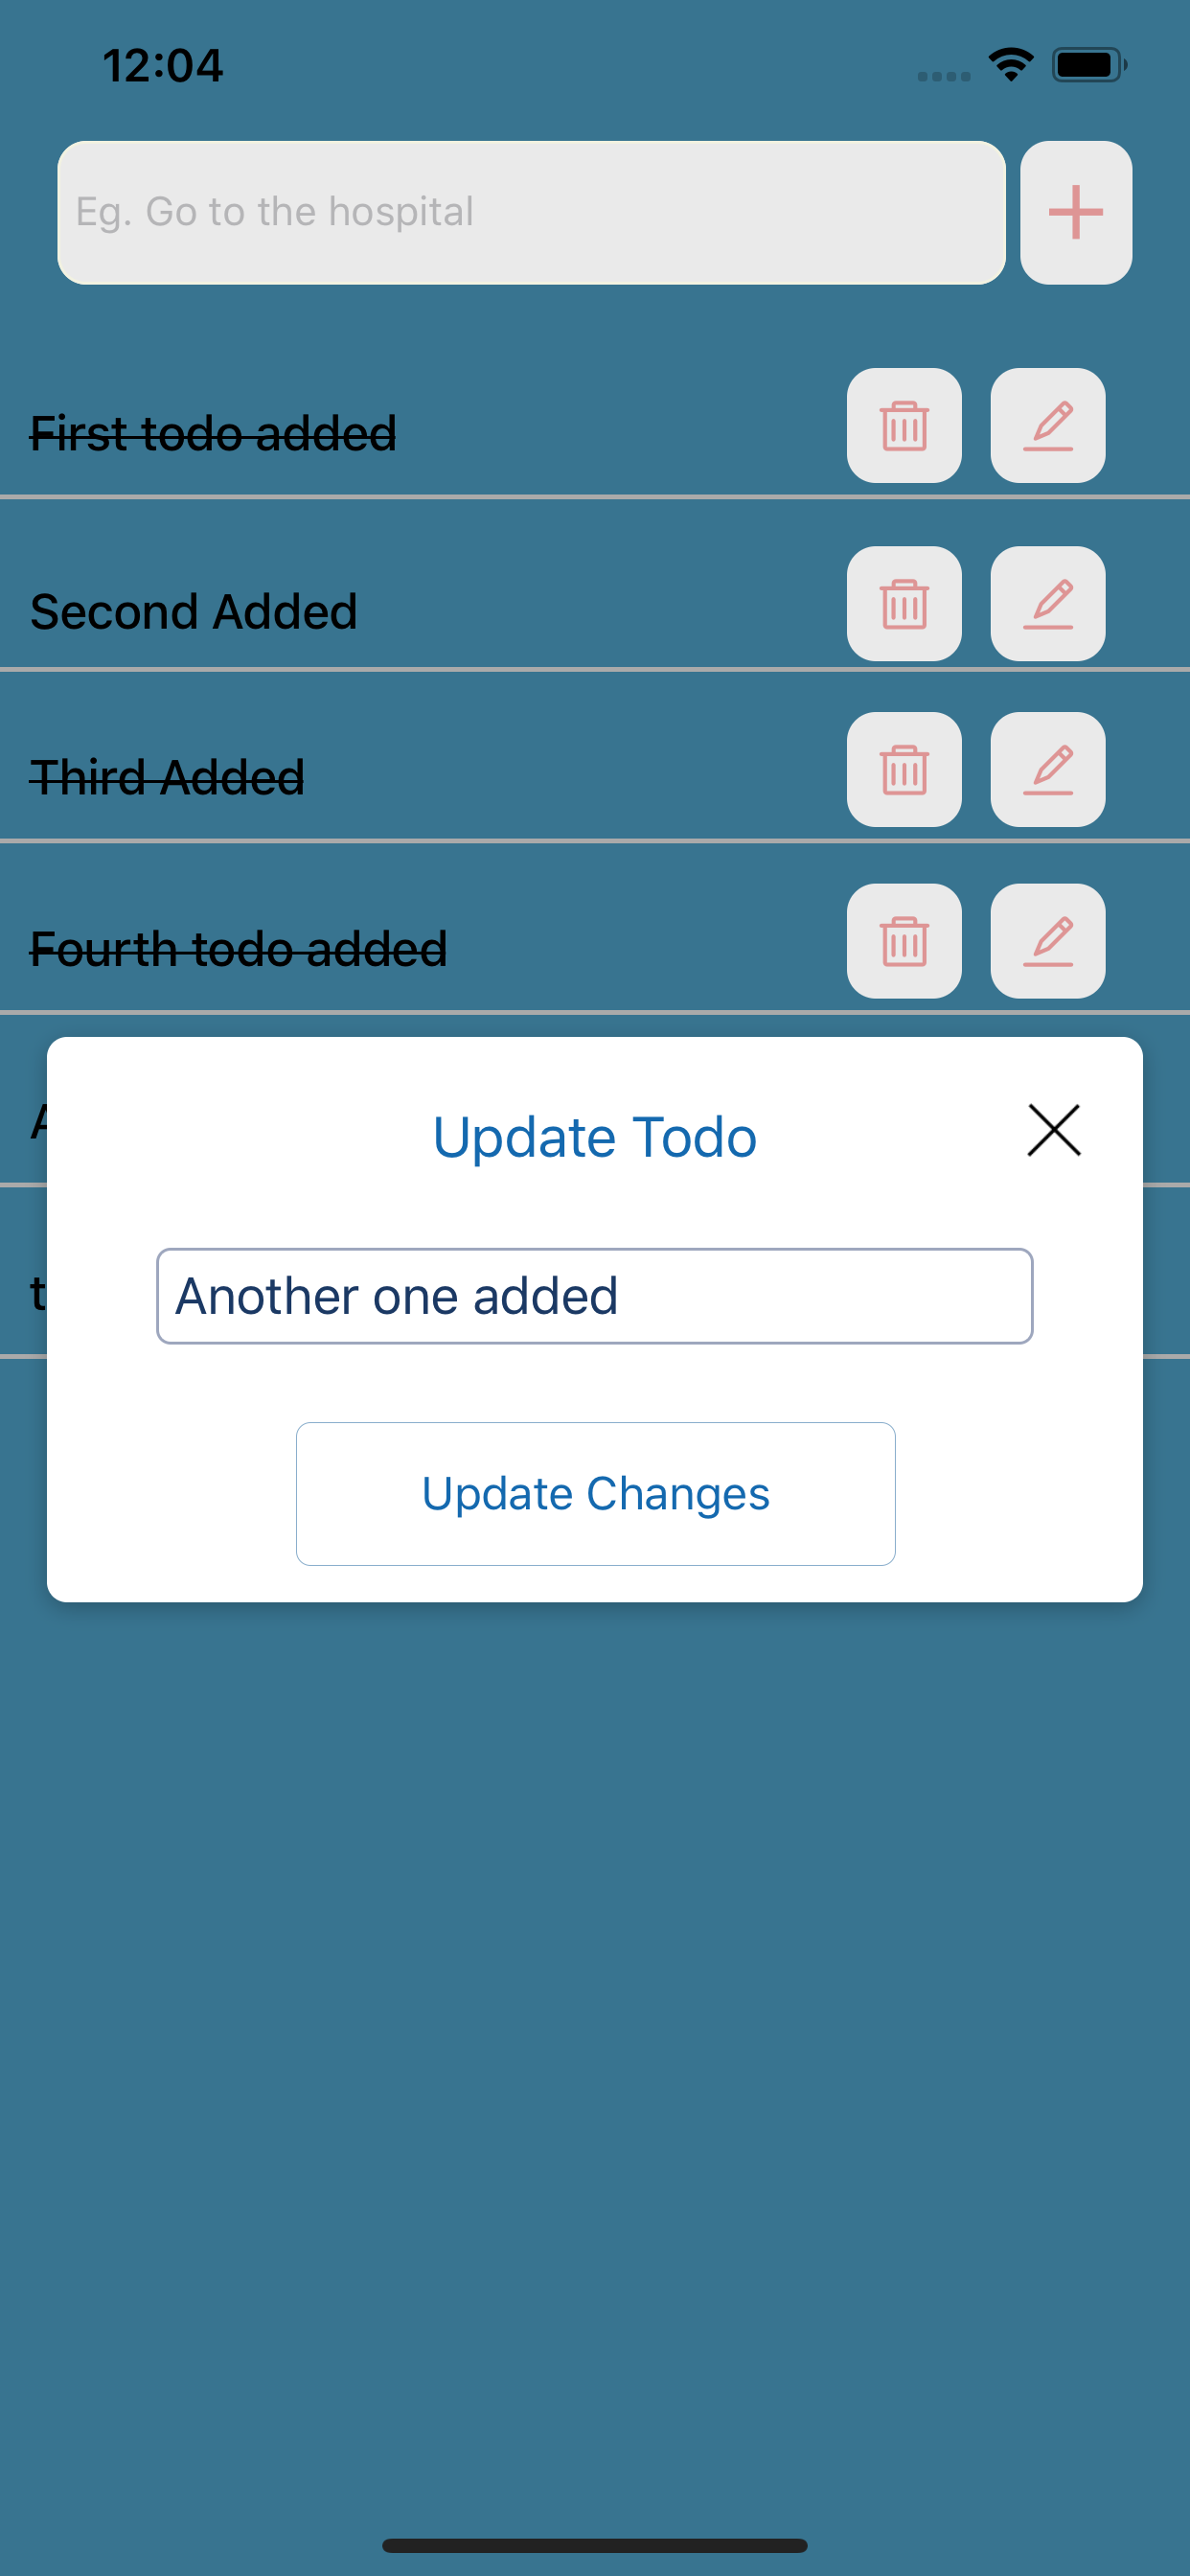 12:04
Eg. Go to the hospital
First todo added
Second Added
Third Added
Fourth todo added
A
Update Todo
t
Another one added
Update Changes